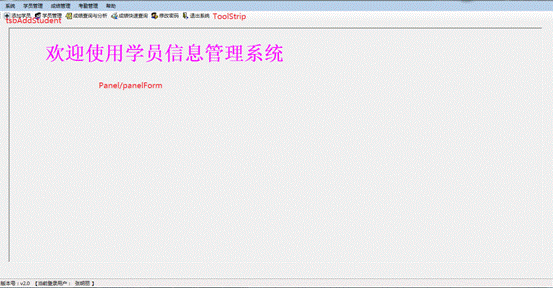 系统 学员管理 成绩管理 考勤管理 帮助
添加学员 学员管理 成绩查询与分析 成绩快速查询 修改密码 退出系统 ToolStrip
tsbAddStudent
欢迎使用学员信息管理系统
Panel/panelForm
版本号：v2.0 【当前登录用户： 张明丽 】